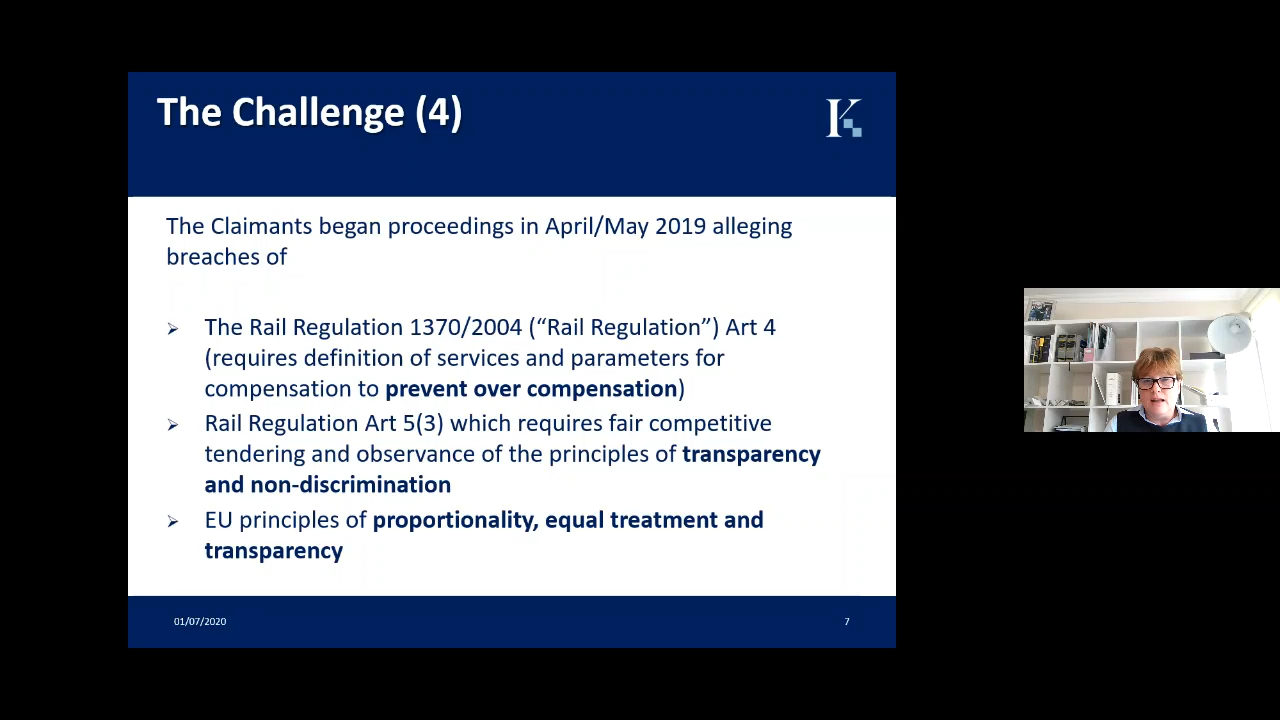 The Challenge (4)
K
The Claimants began proceedings in April/May 2019 alleging
breaches of
➢ The Rail Regulation 1370/2004 (“Rail Regulation”) Art 4
(requires definition of services and parameters for
compensation to prevent over compensation)
➢ Rail Regulation Art 5(3) which requires fair competitive
tendering and observance of the principles of transparency
and non-discrimination
➢ EU principles of proportionality, equal treatment and
transparency
01/07/2020
7